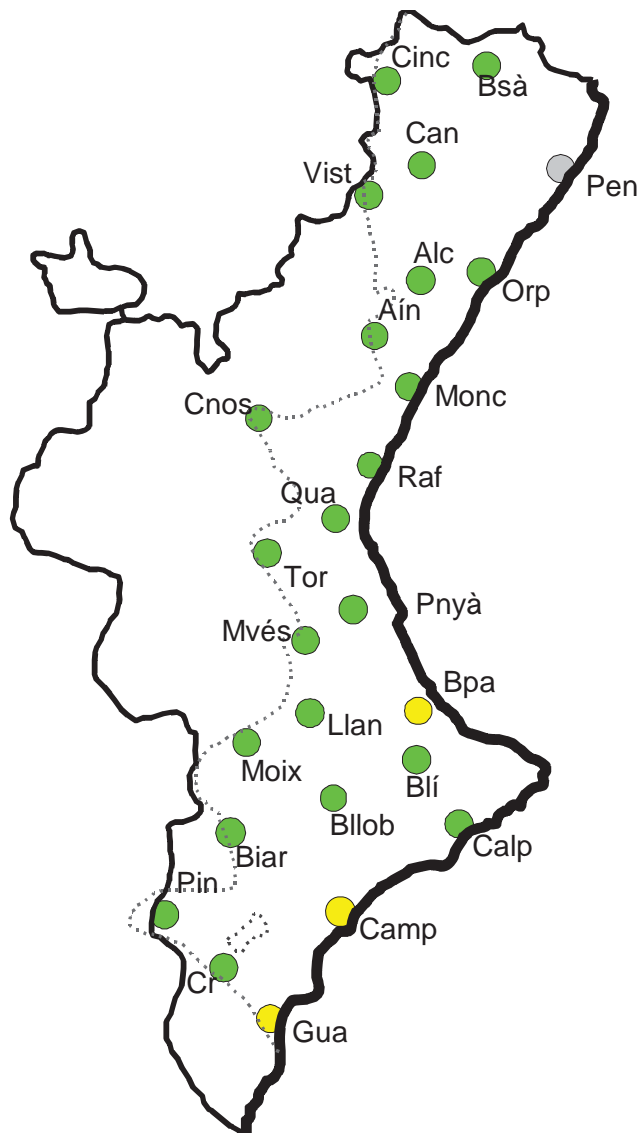 Cinc
Bsà
Can
Vist
Pen
Alc
Orp
Aín
Monc
Cnos
Raf
Qua
Tor
Pnyà
Mvés
Bpa
Llan
Moix
Blí
Bllob
Calp
Biar
Pin
Camp
Cr
Gua